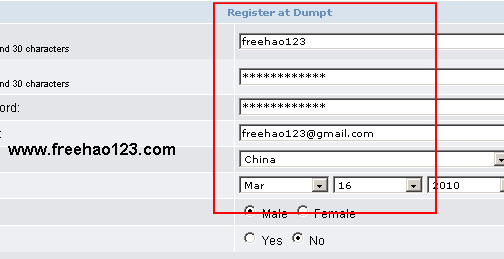 Register at Dumpt
freehao123
nd 30 characters
************
nd 30 characters
ord: ************
: freehao123@gmail.com
www.freehao123.com
China
Mar 16 2010
Male Female
Yes No